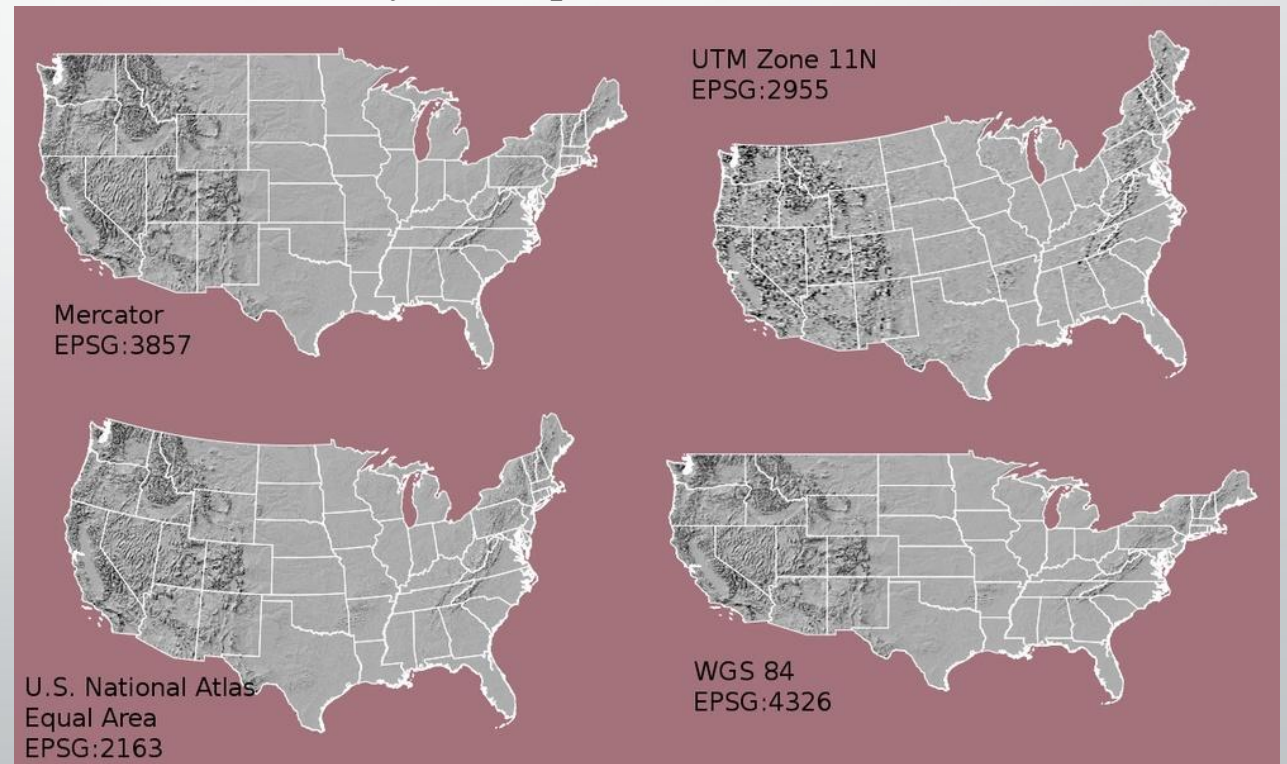 Mercator
EPSG:3857
UTM Zone 11N
EPSG:2955
U.S. National Atlas
Equal Area
EPSG:2163
WGS 84
EPSG:4326